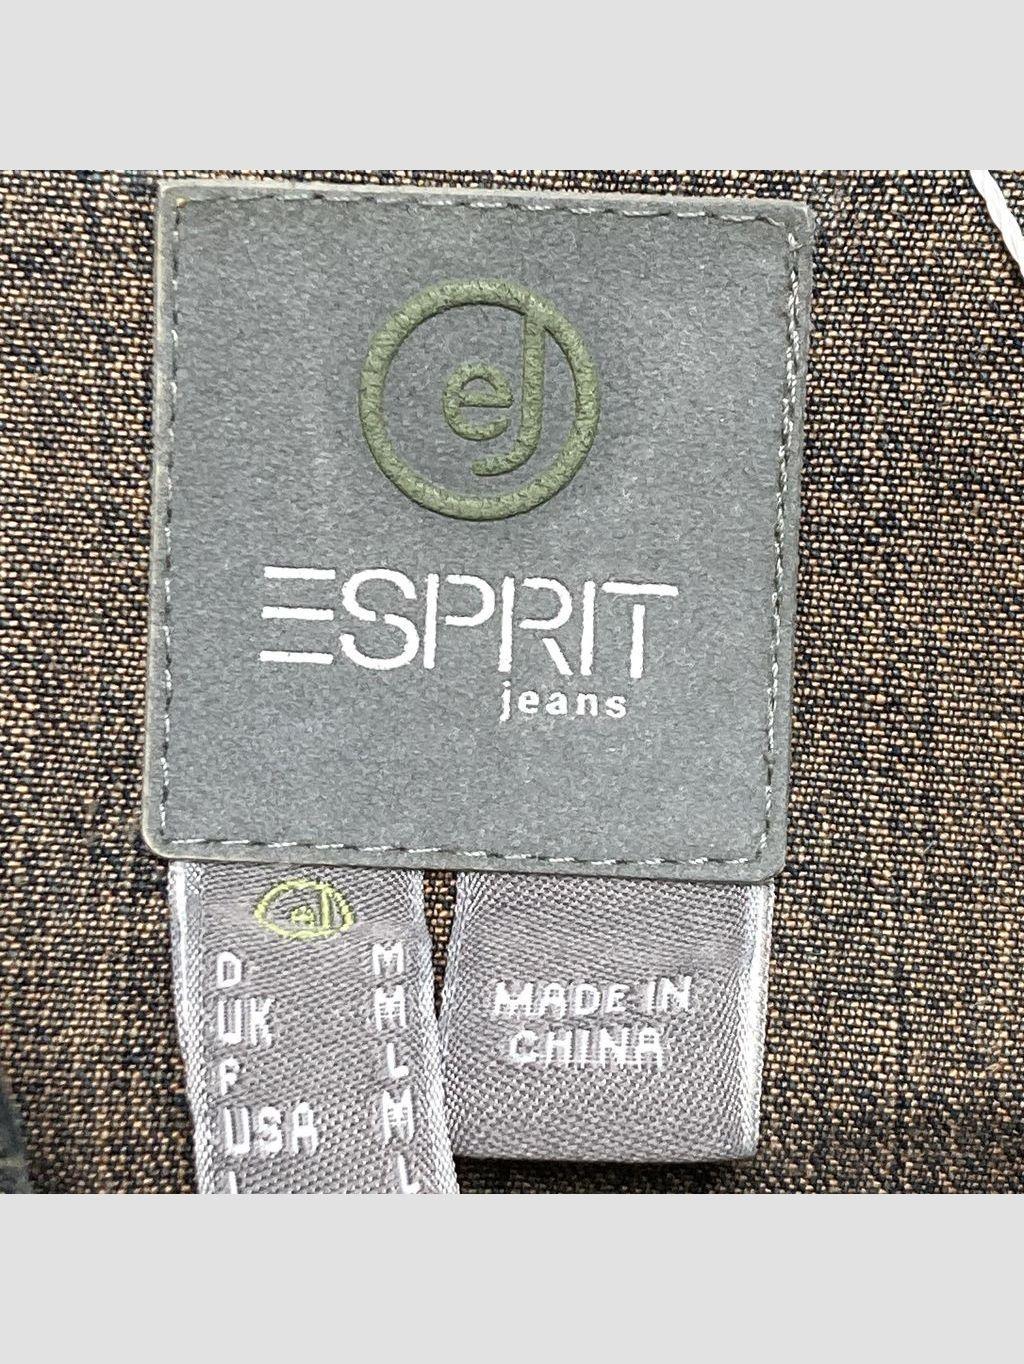 ej
ESPRIT
jeans
ej
D M
UK M
F L
USA M
I L
MADE IN
CHINA